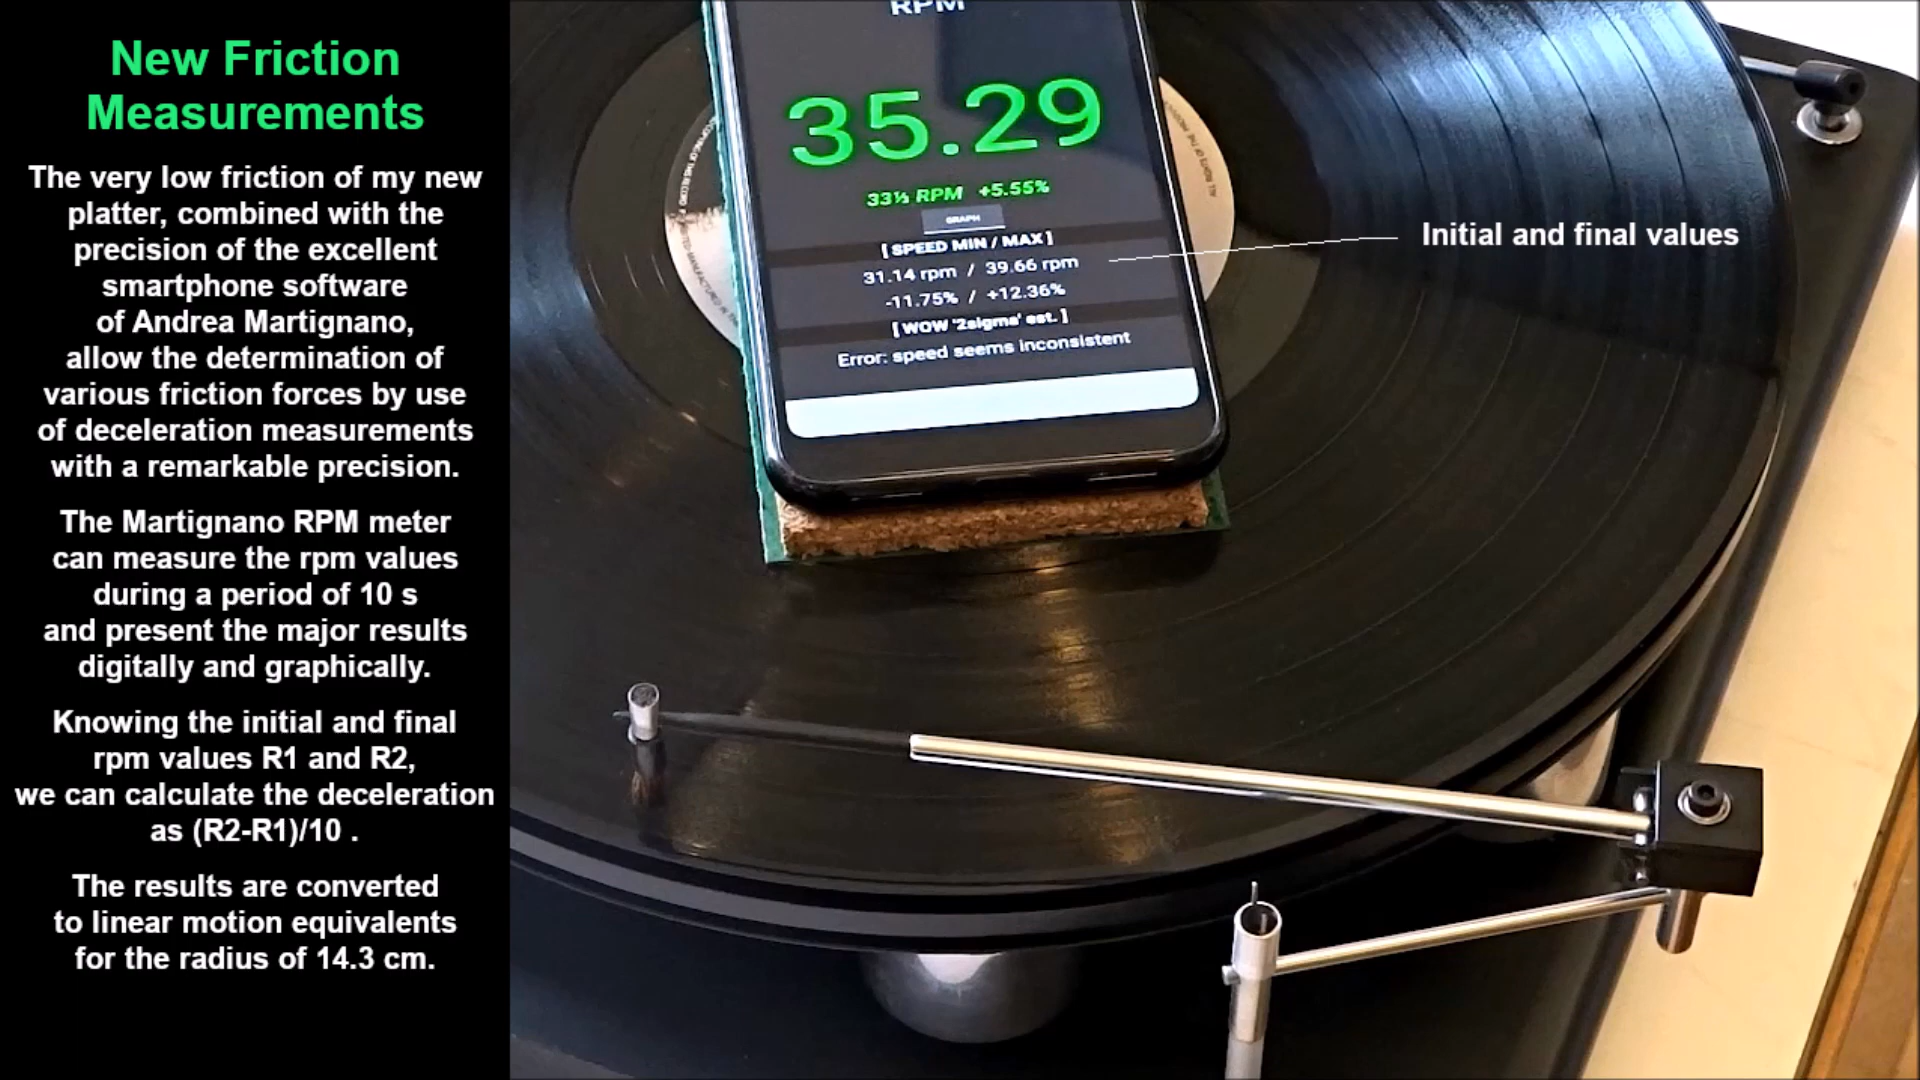 New Friction
Measurements
The very low friction of my new
platter, combined with the
precision of the excellent
smartphone software
of Andrea Martignano,
allow the determination of
various friction forces by use
of deceleration measurements
with a remarkable precision.
The Martignano RPM meter
can measure the rpm values
during a period of 10 s
and present the major results
digitally and graphically.
Knowing the initial and final
rpm values R1 and R2,
we can calculate the deceleration
as (R2-R1)/10 .
The results are converted
to linear motion equivalents
for the radius of 14.3 cm.
RPM
35.29
33⅓ RPM +5.55%
GRAPH
[ SPEED MIN / MAX ]
31.14 rpm / 39.66 rpm
-11.75% / +12.36%
[ WOW '2sigma' est. ]
Error: speed seems inconsistent
Initial and final values